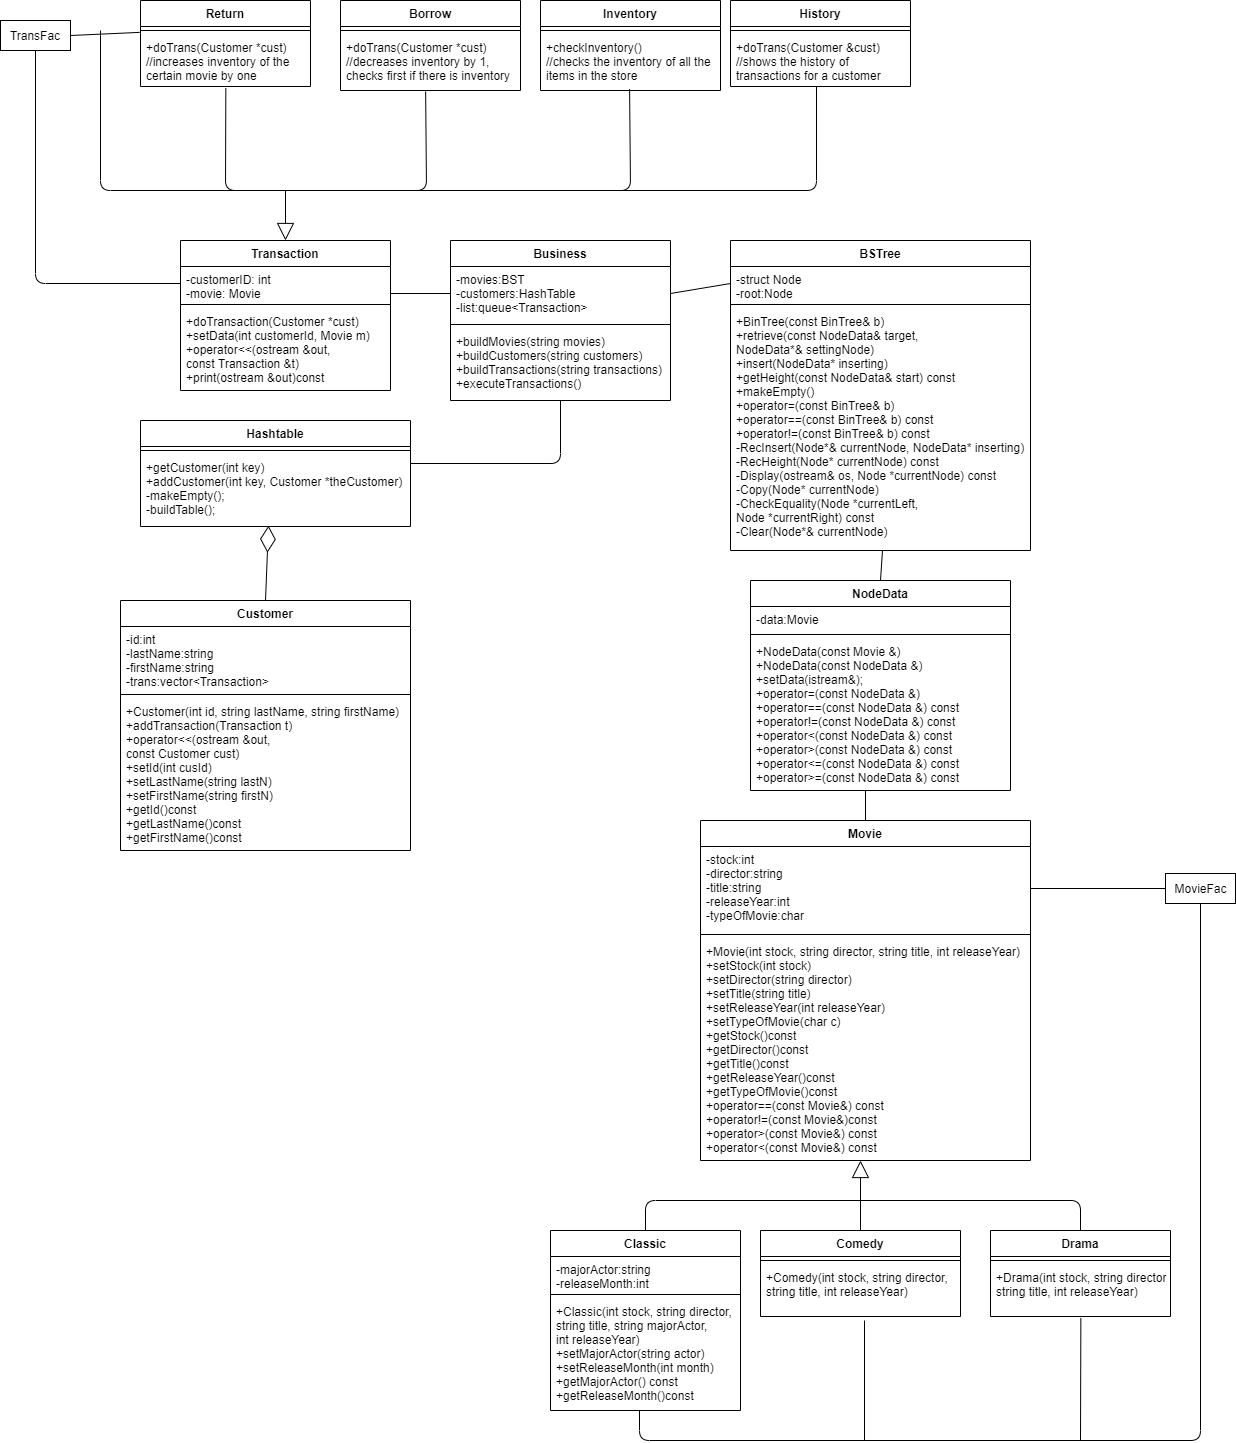 TransFac
Return
+doTrans(Customer *cust)
//increases inventory of the
certain movie by one
Borrow
+doTrans(Customer *cust)
//decreases inventory by 1,
checks first if there is inventory
Inventory
+checkInventory()
//checks the inventory of all the
items in the store
History
+doTrans(Customer &cust)
//shows the history of
transactions for a customer
Transaction
-customerID: int
-movie: Movie
+doTransaction(Customer *cust)
+setData(int customerId, Movie m)
+operator<<(ostream &out,
const Transaction &t)
+print(ostream &out)const
Business
-movies:BST
-customers:HashTable
-list:queue<Transaction>
+buildMovies(string movies)
+buildCustomers(string customers)
+buildTransactions(string transactions)
+executeTransactions()
BSTree
-struct Node
-root:Node
+BinTree(const BinTree& b)
+retrieve(const NodeData& target,
NodeData*& settingNode)
+insert(NodeData* inserting)
+getHeight(const NodeData& start) const
+makeEmpty()
+operator=(const BinTree& b)
+operator==(const BinTree& b) const
+operator!=(const BinTree& b) const
-RecInsert(Node*& currentNode, NodeData* inserting)
-RecHeight(Node* currentNode) const
-Display(ostream& os, Node *currentNode) const
-Copy(Node* currentNode)
-CheckEquality(Node *currentLeft,
Node *currentRight) const
-Clear(Node*& currentNode)
Hashtable
+getCustomer(int key)
+addCustomer(int key, Customer *theCustomer)
-makeEmpty();
-buildTable();
Customer
-id:int
-lastName:string
-firstName:string
-trans:vector<Transaction>
+Customer(int id, string lastName, string firstName)
+addTransaction(Transaction t)
+operator<<(ostream &out,
const Customer cust)
+setId(int cusId)
+setLastName(string lastN)
+setFirstName(string firstN)
+getId()const
+getLastName()const
+getFirstName()const
NodeData
-data:Movie
+NodeData(const Movie &)
+NodeData(const NodeData &)
+setData(istream&);
+operator=(const NodeData &)
+operator==(const NodeData &) const
+operator!=(const NodeData &) const
+operator<(const NodeData &) const
+operator>(const NodeData &) const
+operator<=(const NodeData &) const
+operator>=(const NodeData &) const
Movie
-stock:int
-director:string
-title:string
-releaseYear:int
-typeOfMovie:char
+Movie(int stock, string director, string title, int releaseYear)
+setStock(int stock)
+setDirector(string director)
+setTitle(string title)
+setReleaseYear(int releaseYear)
+setTypeOfMovie(char c)
+getStock()const
+getDirector()const
+getTitle()const
+getReleaseYear()const
+getTypeOfMovie()const
+operator==(const Movie&) const
+operator!=(const Movie&)const
+operator>(const Movie&) const
+operator<(const Movie&) const
MovieFac
Classic
-majorActor:string
-releaseMonth:int
+Classic(int stock, string director,
string title, string majorActor,
int releaseYear)
+setMajorActor(string actor)
+setReleaseMonth(int month)
+getMajorActor() const
+getReleaseMonth()const
Comedy
+Comedy(int stock, string director,
string title, int releaseYear)
Drama
+Drama(int stock, string director
string title, int releaseYear)